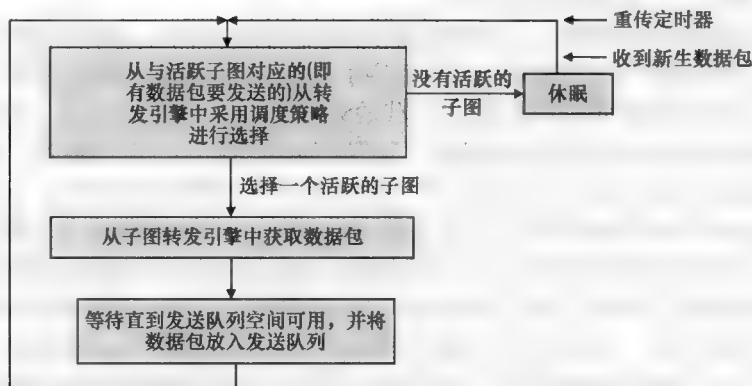 重传定时器
收到新生数据包
从与活跃子图对应的(即
有数据包要发送的)从转
发引擎中采用调度策略
进行选择
没有活跃的
子图
休眠
选择一个活跃的子图
从子图转发引擎中获取数据包
等待直到发送队列空间可用，并将
数据包放入发送队列